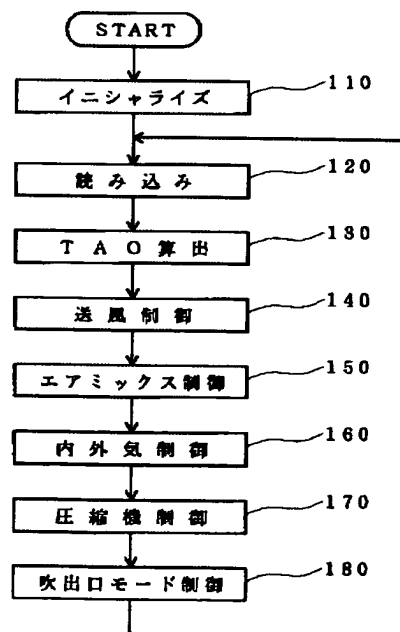 START
イニシャライズ 110
読み込み 120
TAO算出 130
送風制御 140
エアミックス制御 150
内外気制御 160
圧縮機制御 170
吹出口モード制御 180